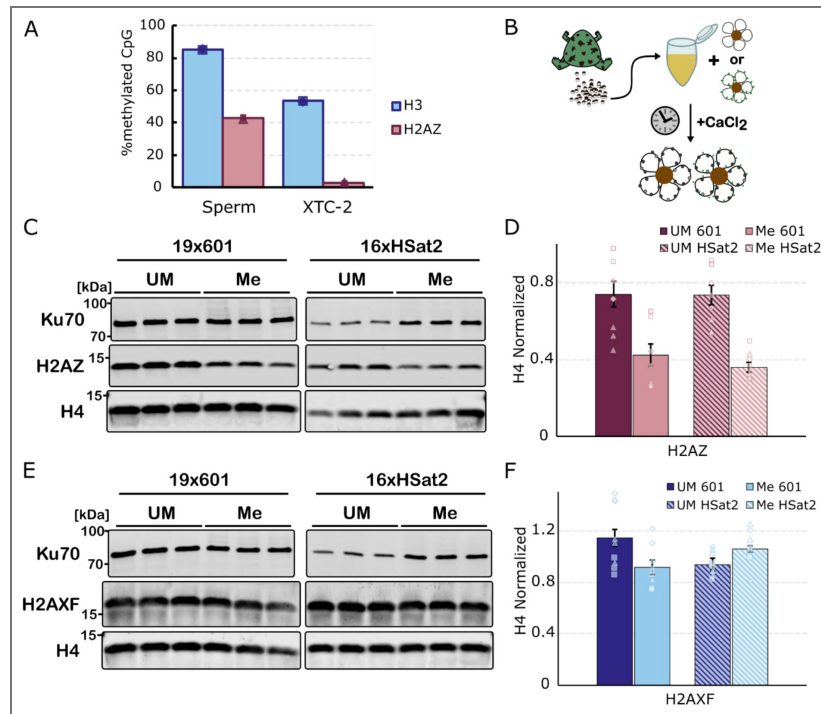 A
%methylated CpG
100
80
60
40
20
0
Sperm
XTC-2
H3
H2AZ
B
+
or
+CaCl2
C
19x601
16xHSat2
UM
Me
UM
Me
[kDa]
100
Ku70
70
15
H2AZ
15
H4
D
UM 601
Me 601
UM HSat2
Me HSat2
H4 Normalized
0.8
0.4
0
H2AZ
E
19x601
16xHSat2
UM
Me
UM
Me
[kDa]
100
Ku70
70
H2AXF
15
15
H4
F
UM 601
Me 601
UM HSat2
Me HSat2
H4 Normalized
1.2
0.8
0.4
0
H2AXF